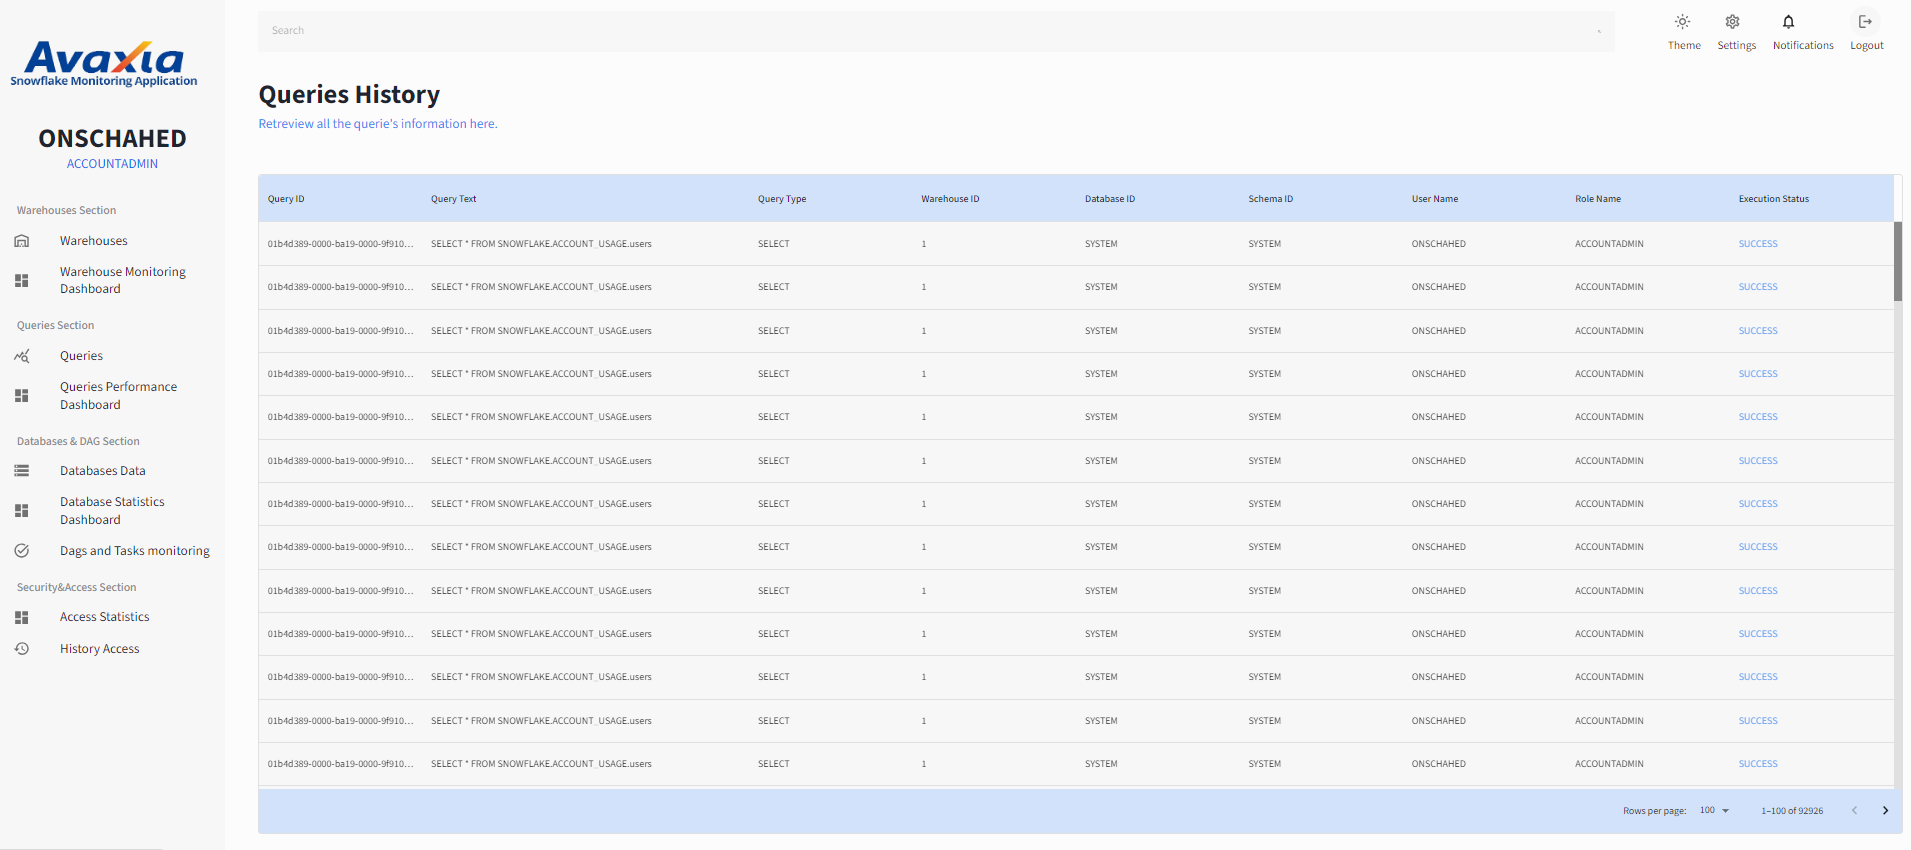 Avaxia
Snowflake Monitoring Application
ONSCHAHED
ACCOUNTADMIN
Warehouses Section
Warehouses
Warehouse Monitoring
Dashboard
Queries Section
Queries
Queries Performance
Dashboard
Databases & DAG Section
Databases Data
Database Statistics
Dashboard
Dags and Tasks monitoring
Security&Access Section
Access Statistics
History Access
Search
Theme Settings Notifications Logout
Queries History
Retreview all the querie's information here.
Query ID Query Text Query Type Warehouse ID Database ID Schema ID User Name Role Name Execution Status
01b4d389-0000-ba19-0000-9f910... SELECT * FROM SNOWFLAKE.ACCOUNT_USAGE.users SELECT 1 SYSTEM SYSTEM ONSCHAHED ACCOUNTADMIN SUCCESS
01b4d389-0000-ba19-0000-9f910... SELECT * FROM SNOWFLAKE.ACCOUNT_USAGE.users SELECT 1 SYSTEM SYSTEM ONSCHAHED ACCOUNTADMIN SUCCESS
01b4d389-0000-ba19-0000-9f910... SELECT * FROM SNOWFLAKE.ACCOUNT_USAGE.users SELECT 1 SYSTEM SYSTEM ONSCHAHED ACCOUNTADMIN SUCCESS
01b4d389-0000-ba19-0000-9f910... SELECT * FROM SNOWFLAKE.ACCOUNT_USAGE.users SELECT 1 SYSTEM SYSTEM ONSCHAHED ACCOUNTADMIN SUCCESS
01b4d389-0000-ba19-0000-9f910... SELECT * FROM SNOWFLAKE.ACCOUNT_USAGE.users SELECT 1 SYSTEM SYSTEM ONSCHAHED ACCOUNTADMIN SUCCESS
01b4d389-0000-ba19-0000-9f910... SELECT * FROM SNOWFLAKE.ACCOUNT_USAGE.users SELECT 1 SYSTEM SYSTEM ONSCHAHED ACCOUNTADMIN SUCCESS
01b4d389-0000-ba19-0000-9f910... SELECT * FROM SNOWFLAKE.ACCOUNT_USAGE.users SELECT 1 SYSTEM SYSTEM ONSCHAHED ACCOUNTADMIN SUCCESS
01b4d389-0000-ba19-0000-9f910... SELECT * FROM SNOWFLAKE.ACCOUNT_USAGE.users SELECT 1 SYSTEM SYSTEM ONSCHAHED ACCOUNTADMIN SUCCESS
01b4d389-0000-ba19-0000-9f910... SELECT * FROM SNOWFLAKE.ACCOUNT_USAGE.users SELECT 1 SYSTEM SYSTEM ONSCHAHED ACCOUNTADMIN SUCCESS
01b4d389-0000-ba19-0000-9f910... SELECT * FROM SNOWFLAKE.ACCOUNT_USAGE.users SELECT 1 SYSTEM SYSTEM ONSCHAHED ACCOUNTADMIN SUCCESS
01b4d389-0000-ba19-0000-9f910... SELECT * FROM SNOWFLAKE.ACCOUNT_USAGE.users SELECT 1 SYSTEM SYSTEM ONSCHAHED ACCOUNTADMIN SUCCESS
01b4d389-0000-ba19-0000-9f910... SELECT * FROM SNOWFLAKE.ACCOUNT_USAGE.users SELECT 1 SYSTEM SYSTEM ONSCHAHED ACCOUNTADMIN SUCCESS
01b4d389-0000-ba19-0000-9f910... SELECT * FROM SNOWFLAKE.ACCOUNT_USAGE.users SELECT 1 SYSTEM SYSTEM ONSCHAHED ACCOUNTADMIN SUCCESS
Rows per page: 100 1–100 of 92926